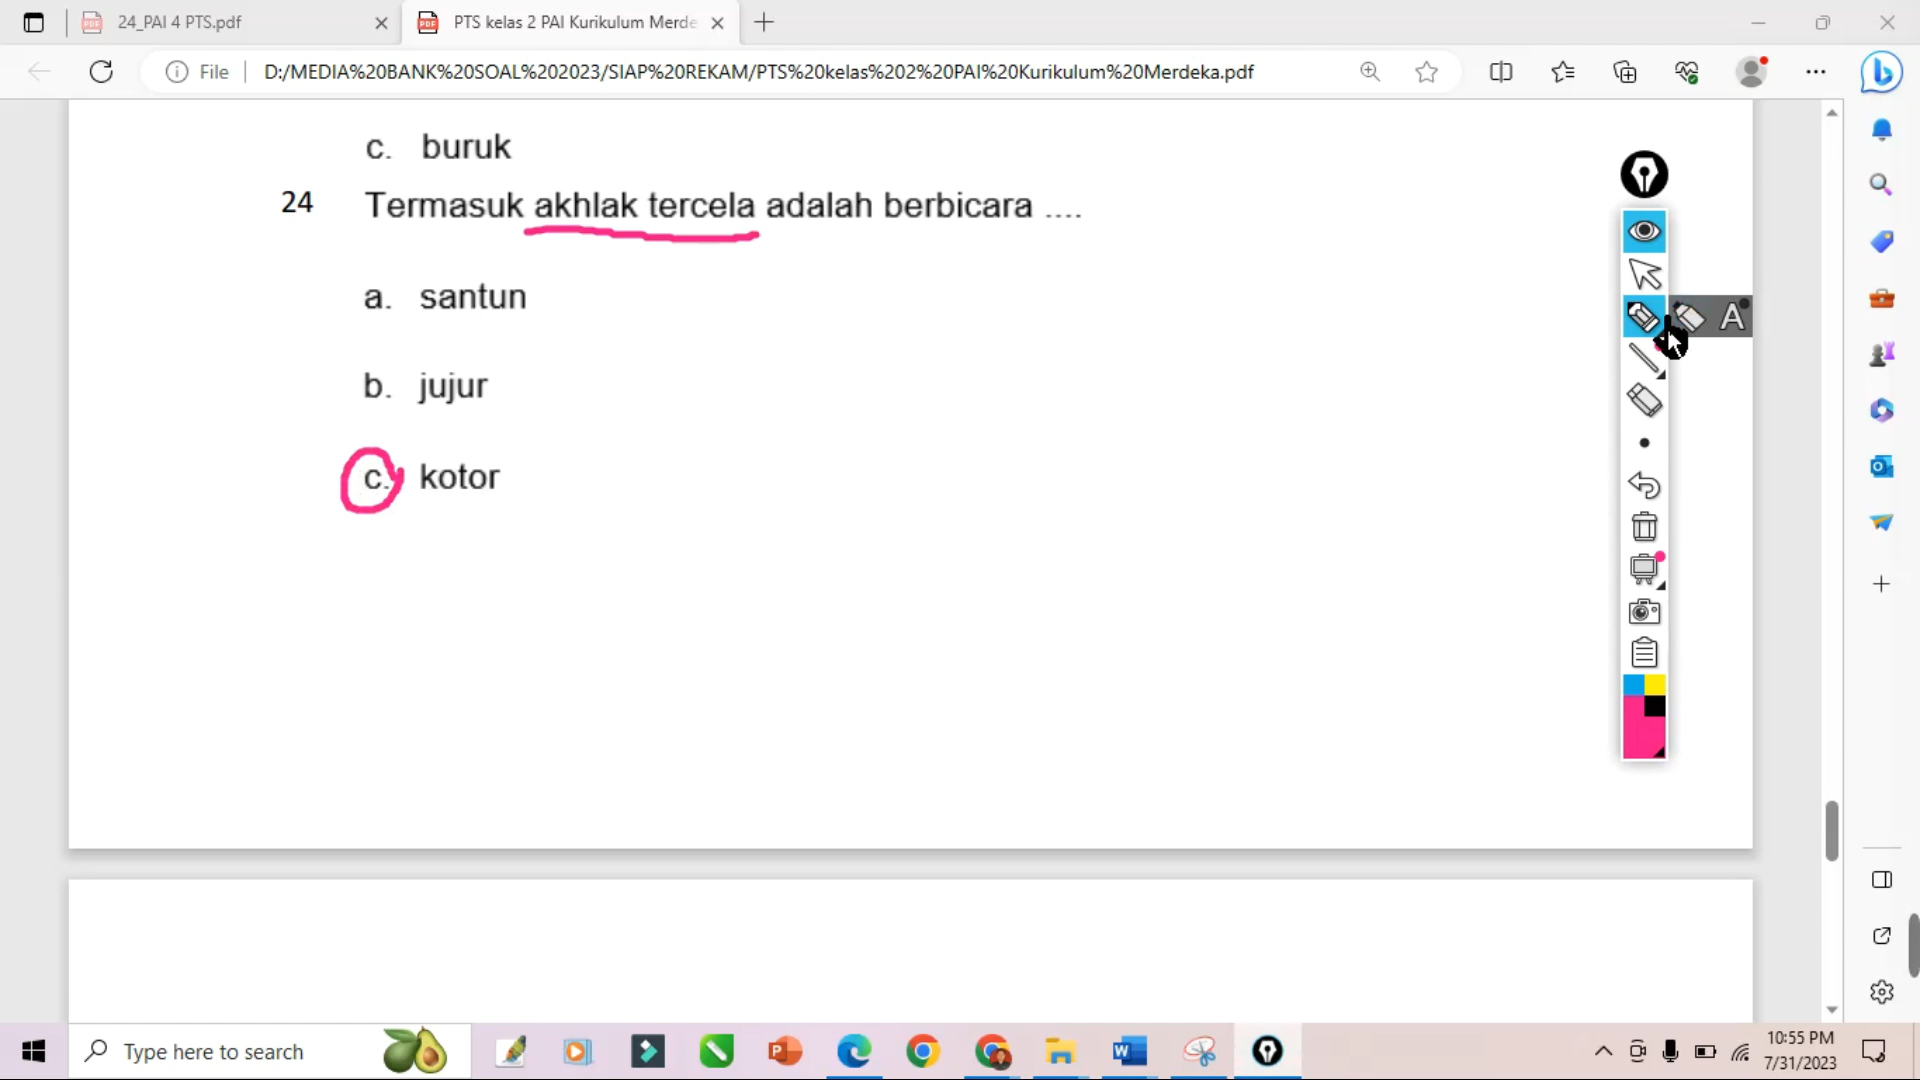 24_PAI 4 PTS.pdf
PTS kelas 2 PAI Kurikulum Merde
File
D:/MEDIA%20BANK%20SOAL%202023/SIAP%20REKAM/PTS%20kelas%202%20PAI%20Kurikulum%20Merdeka.pdf
c. buruk
24 Termasuk akhlak tercela adalah berbicara ....
a. santun
b. jujur
c. kotor
A
Type here to search
10:55 PM
7/31/2023